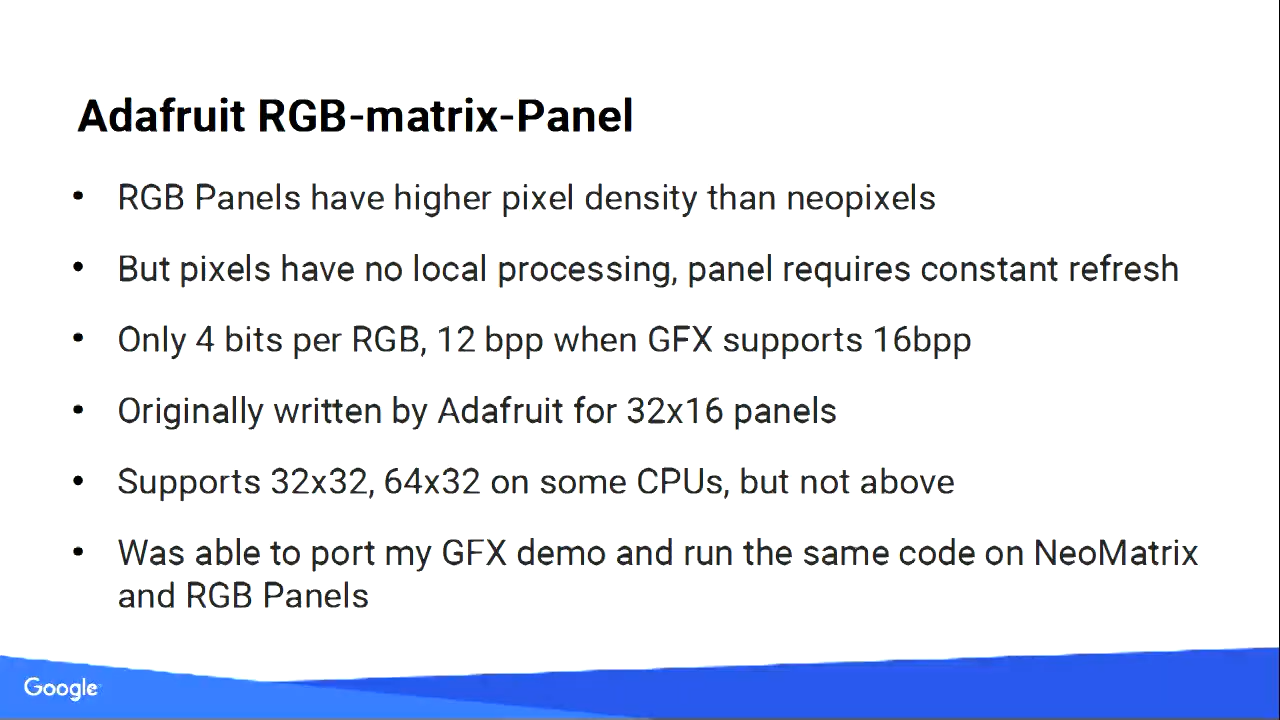 Adafruit RGB-matrix-Panel
• RGB Panels have higher pixel density than neopixels
• But pixels have no local processing, panel requires constant refresh
• Only 4 bits per RGB, 12 bpp when GFX supports 16bpp
• Originally written by Adafruit for 32x16 panels
• Supports 32x32, 64x32 on some CPUs, but not above
• Was able to port my GFX demo and run the same code on NeoMatrix
and RGB Panels
Google